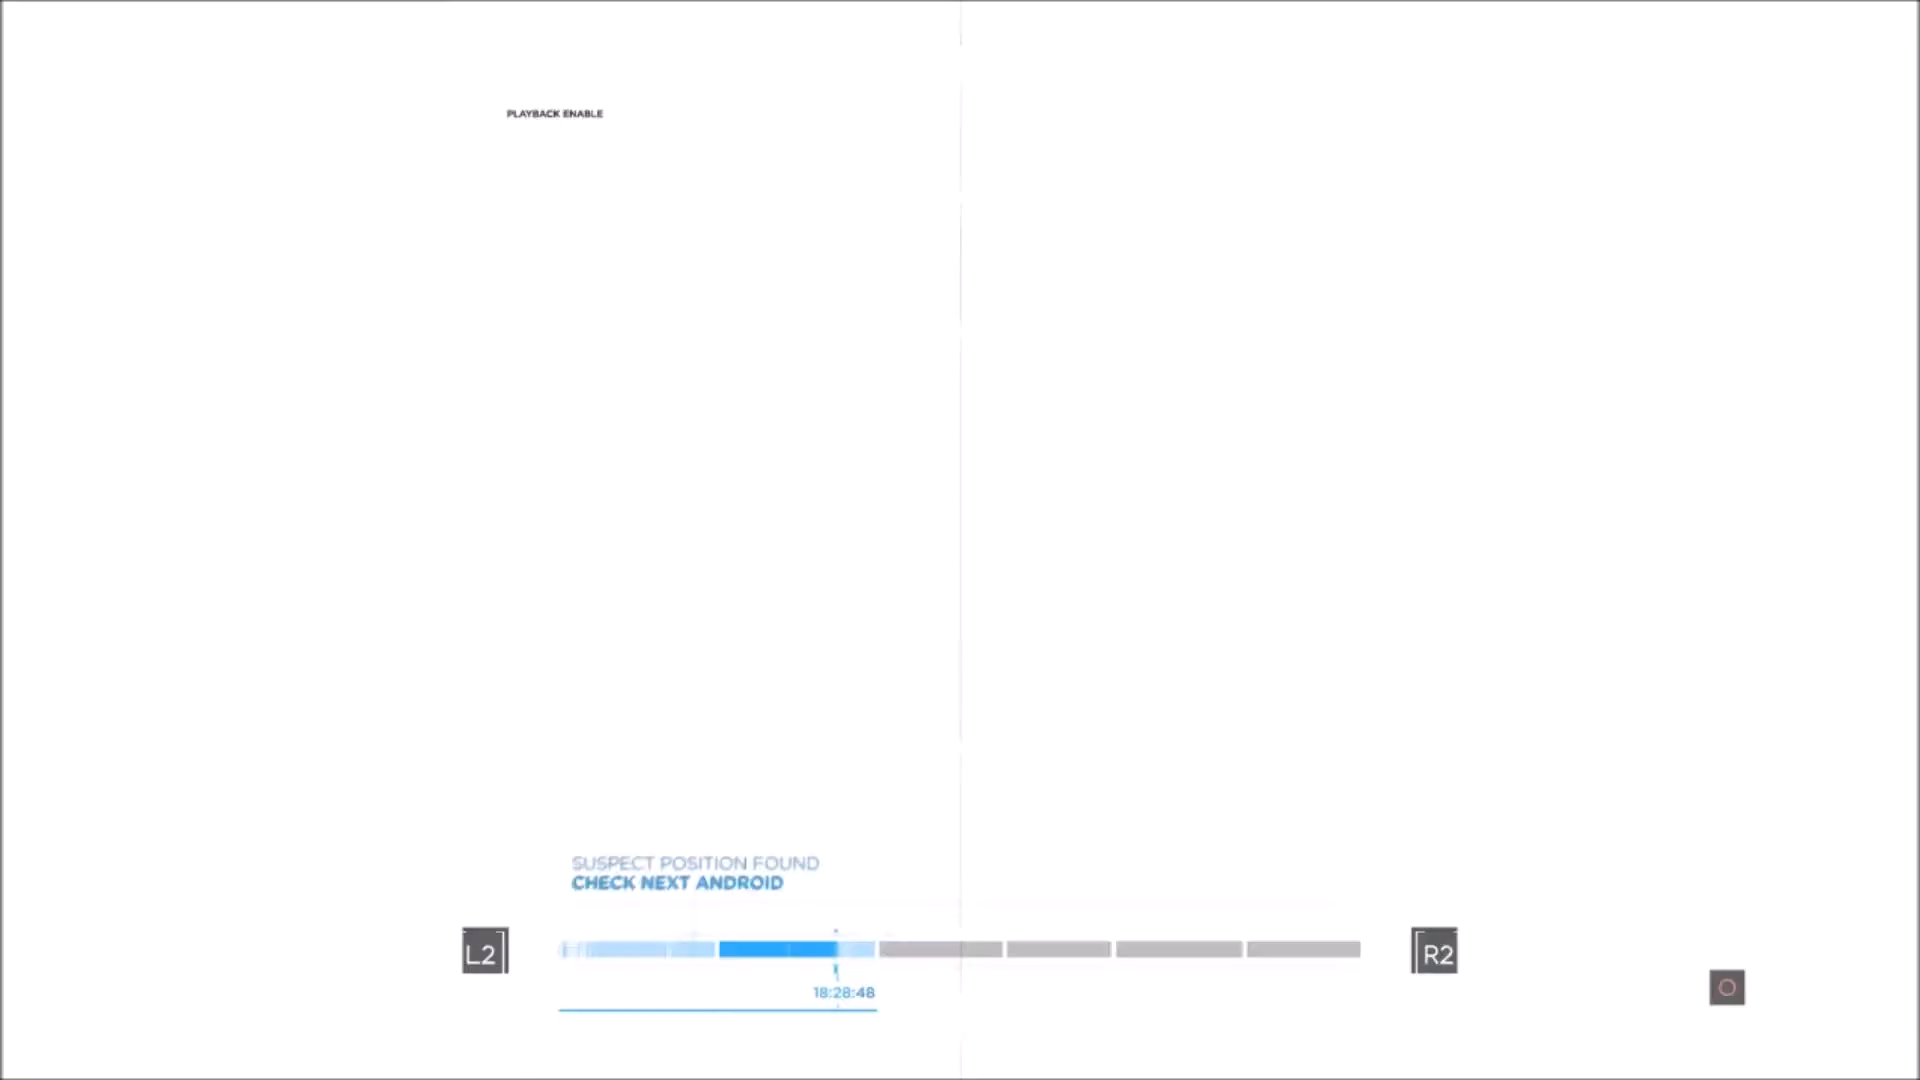 PLAYBACK ENABLE
SUSPECT POSITION FOUND
CHECK NEXT ANDROID
L2
R2
18:28:48